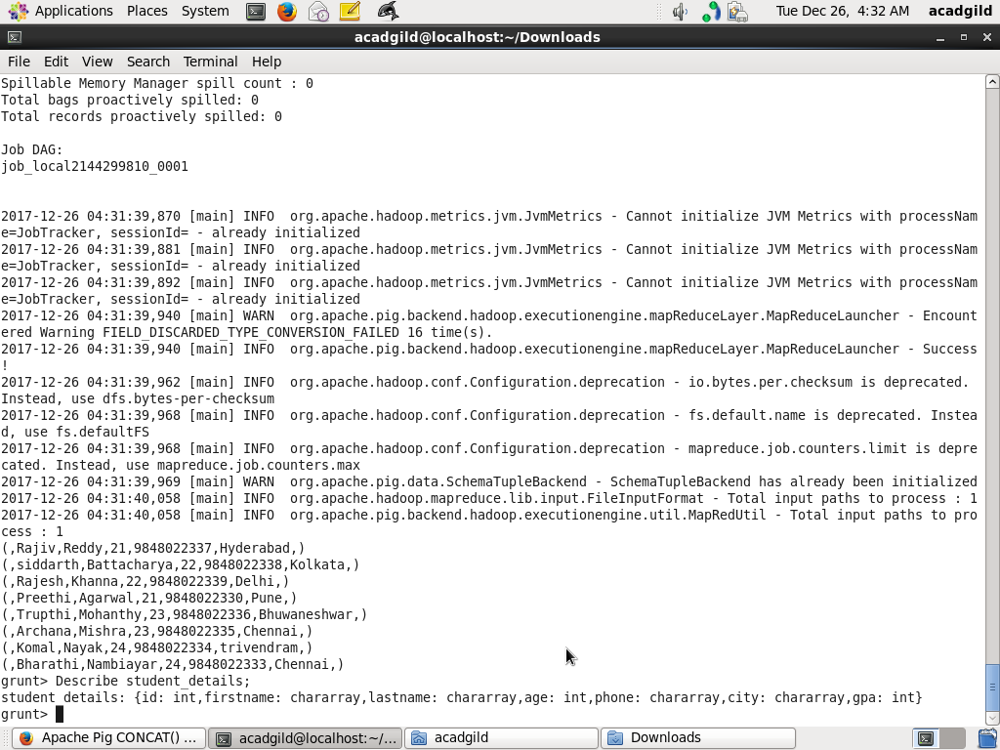 Applications Places System Tue Dec 26, 4:32 AM acadgild
acadgild@localhost:~/Downloads
File Edit View Search Terminal Help
Spillable Memory Manager spill count : 0
Total bags proactively spilled: 0
Total records proactively spilled: 0
Job DAG:
job_local2144299810_0001
2017-12-26 04:31:39,870 [main] INFO  org.apache.hadoop.metrics.jvm.JvmMetrics - Cannot initialize JVM Metrics with processNam
e=JobTracker, sessionId= - already initialized
2017-12-26 04:31:39,881 [main] INFO  org.apache.hadoop.metrics.jvm.JvmMetrics - Cannot initialize JVM Metrics with processNam
e=JobTracker, sessionId= - already initialized
2017-12-26 04:31:39,892 [main] INFO  org.apache.hadoop.metrics.jvm.JvmMetrics - Cannot initialize JVM Metrics with processNam
e=JobTracker, sessionId= - already initialized
2017-12-26 04:31:39,940 [main] WARN  org.apache.pig.backend.hadoop.executionengine.mapReduceLayer.MapReduceLauncher - Encount
ered Warning FIELD_DISCARDED_TYPE_CONVERSION_FAILED 16 time(s).
2017-12-26 04:31:39,940 [main] INFO  org.apache.pig.backend.hadoop.executionengine.mapReduceLayer.MapReduceLauncher - Success
!
2017-12-26 04:31:39,962 [main] INFO  org.apache.hadoop.conf.Configuration.deprecation - io.bytes.per.checksum is deprecated.
Instead, use dfs.bytes-per-checksum
2017-12-26 04:31:39,968 [main] INFO  org.apache.hadoop.conf.Configuration.deprecation - fs.default.name is deprecated. Instea
d, use fs.defaultFS
2017-12-26 04:31:39,968 [main] INFO  org.apache.hadoop.conf.Configuration.deprecation - mapreduce.job.counters.limit is depre
cated. Instead, use mapreduce.job.counters.max
2017-12-26 04:31:39,969 [main] WARN  org.apache.pig.data.SchemaTupleBackend - SchemaTupleBackend has already been initialized
2017-12-26 04:31:40,058 [main] INFO  org.apache.hadoop.mapreduce.lib.input.FileInputFormat - Total input paths to process : 1
2017-12-26 04:31:40,058 [main] INFO  org.apache.pig.backend.hadoop.executionengine.util.MapRedUtil - Total input paths to pro
cess : 1
(,Rajiv,Reddy,21,9848022337,Hyderabad,)
(,siddarth,Battacharya,22,9848022338,Kolkata,)
(,Rajesh,Khanna,22,9848022339,Delhi,)
(,Preethi,Agarwal,21,9848022330,Pune,)
(,Trupthi,Mohanthy,23,9848022336,Bhuwaneshwar,)
(,Archana,Mishra,23,9848022335,Chennai,)
(,Komal,Nayak,24,9848022334,trivendram,)
(,Bharathi,Nambiayar,24,9848022333,Chennai,)
grunt> Describe student_details;
student_details: {id: int,firstname: chararray,lastname: chararray,age: int,phone: chararray,city: chararray,gpa: int}
grunt>
Apache Pig CONCAT() ... acadgild@localhost:~/... acadgild Downloads